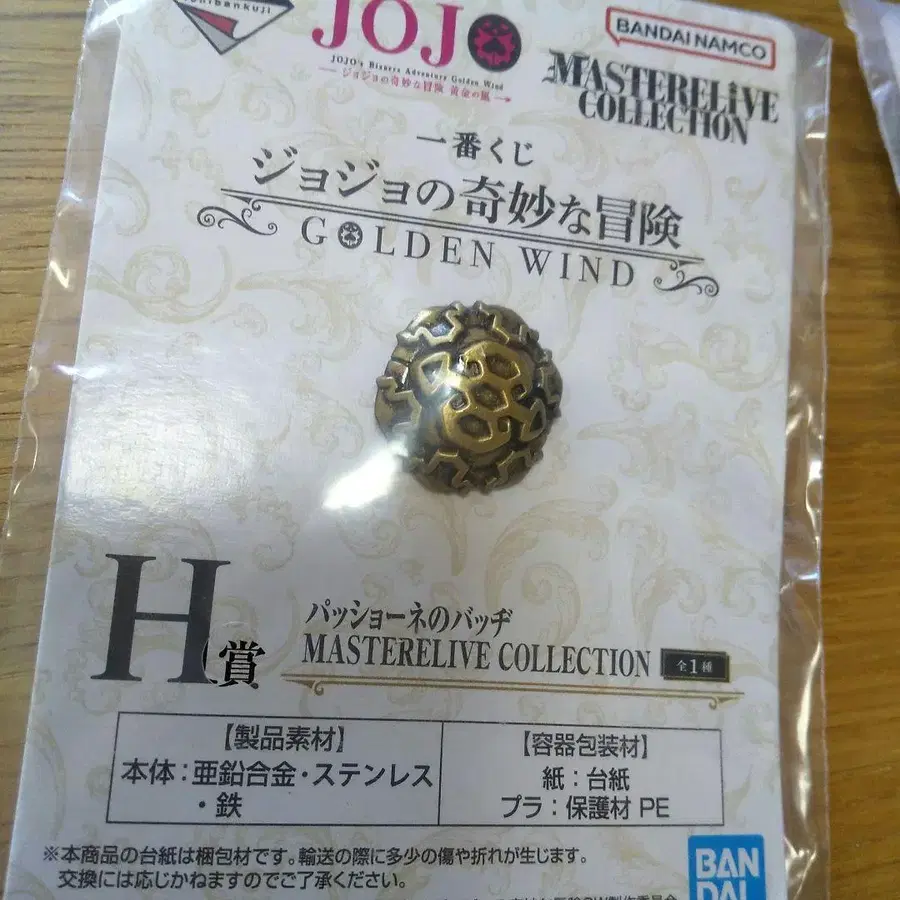 JOJO
JOJO's Bizarre Adventure Golden Wind
ジョジョの奇妙な冒険 黄金の風
BANDAI NAMCO
MASTERELIVE
COLLECTION
一番くじ
ジョジョの奇妙な冒険
GOLDEN WIND
H賞
パッショーネのバッヂ
MASTERELIVE COLLECTION 全1種
【製品素材】
本体:亜鉛合金・ステンレス
・鉄
【容器包装材】
紙:台紙
プラ:保護材 PE
※本商品の台紙は梱包材です。輸送の際に多少の傷や折れが生じます。
交換には応じかねますのでご了承ください。
BAN
DAI